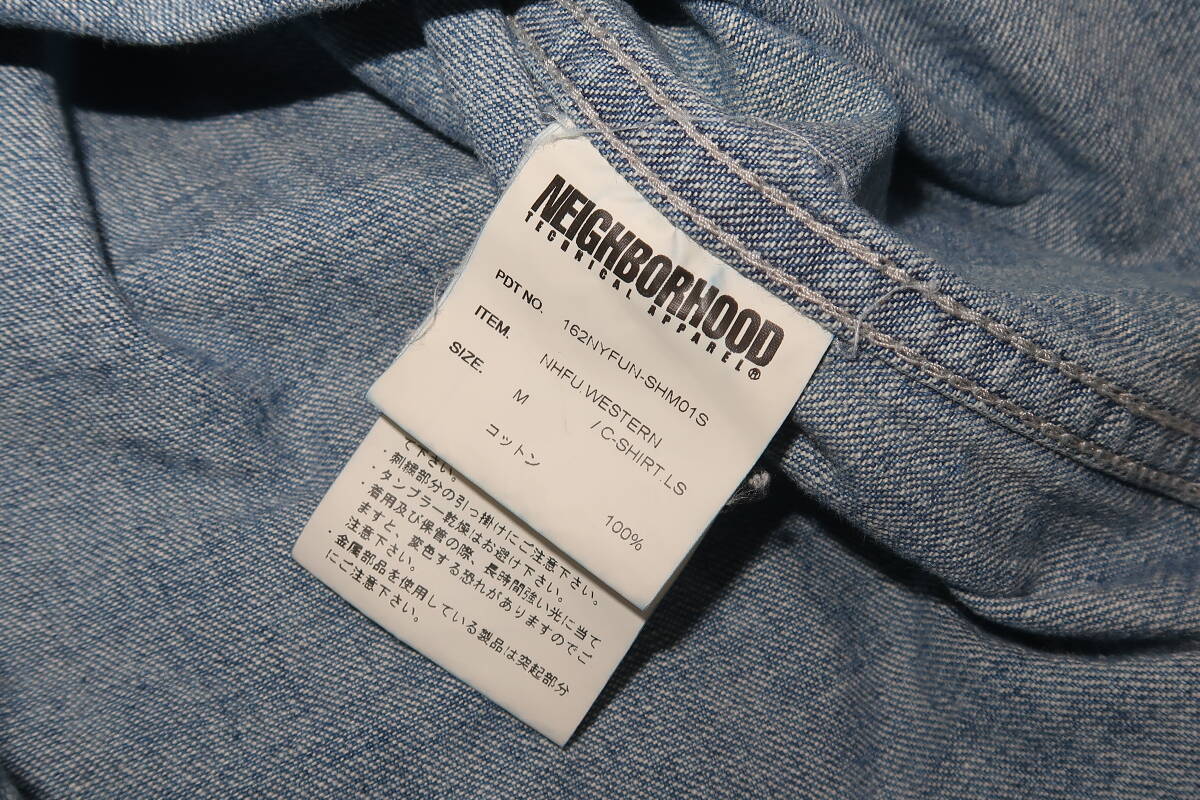 NEIGHBORHOOD
TECHNICAL APPAREL®
PDT NO. 162NYFUN-SHM01S
ITEM. NHFU.WESTERN
/C-SHIRT.LS
SIZE. M
コットン 100%
て下さい。
・刺繍部分の引っ掛けにご注意下さい。
・タンブラー乾燥はお避け下さい。
・着用及び保管の際、長時間強い光に当て
ますと、変色する恐れがありますのでご
注意下さい。
・金属部品を使用している製品は突起部分
にご注意下さい。